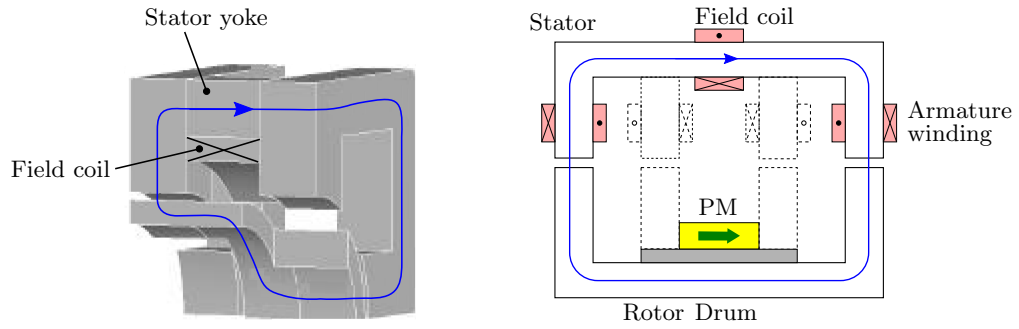 Stator yoke
Field coil
Stator
Field coil
Armature
winding
PM
Rotor Drum